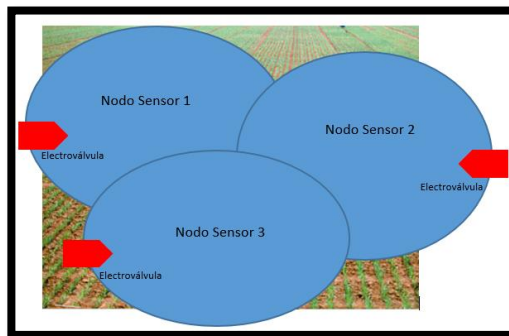 Nodo Sensor 1
Nodo Sensor 2
Electroválvula
Electroválvula
Nodo Sensor 3
Electroválvula